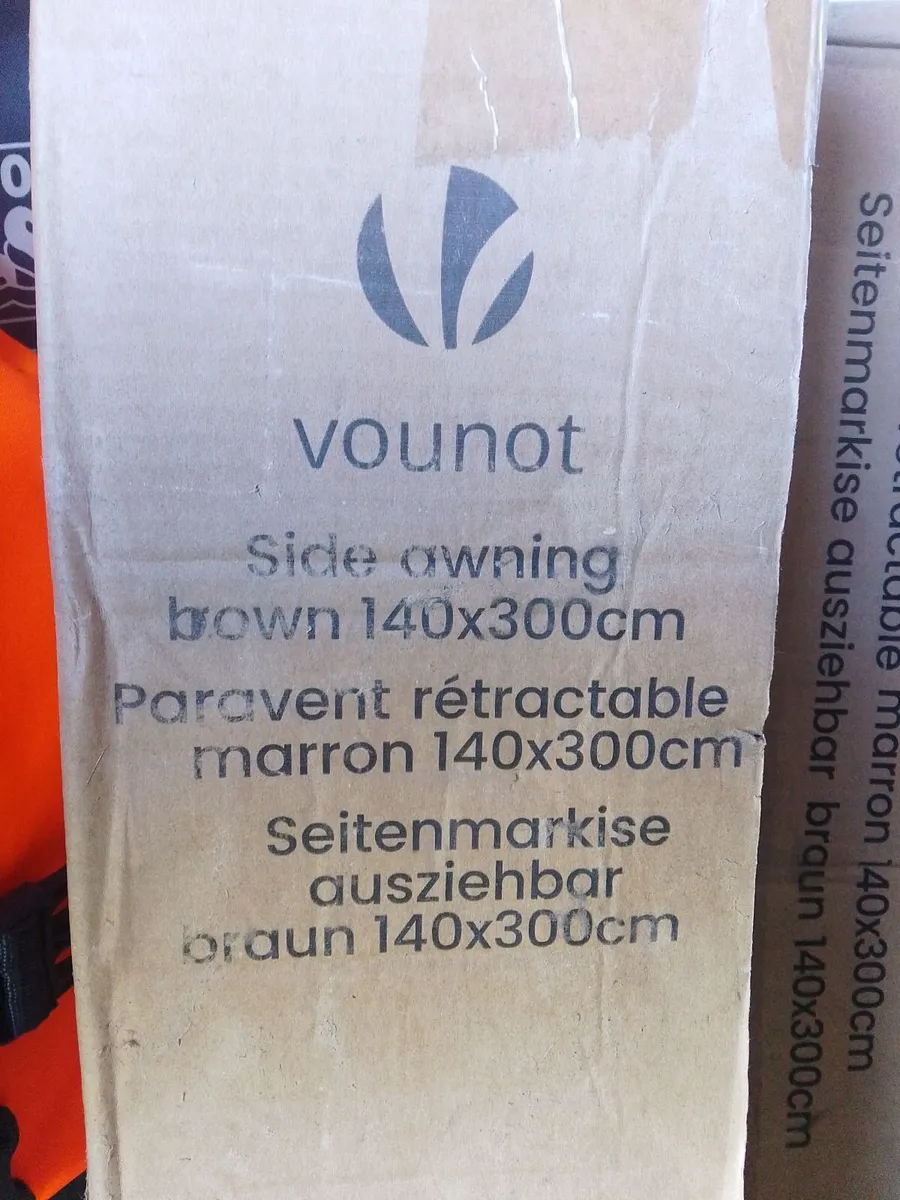 vounot
Side awning
brown 140x300cm
Paravent rétractable
marron 140x300cm
Seitenmarkise
ausziehbar
braun 140x300cm
marron 140x300cm
Seitenmarkise ausziehbar braun 140x300cm